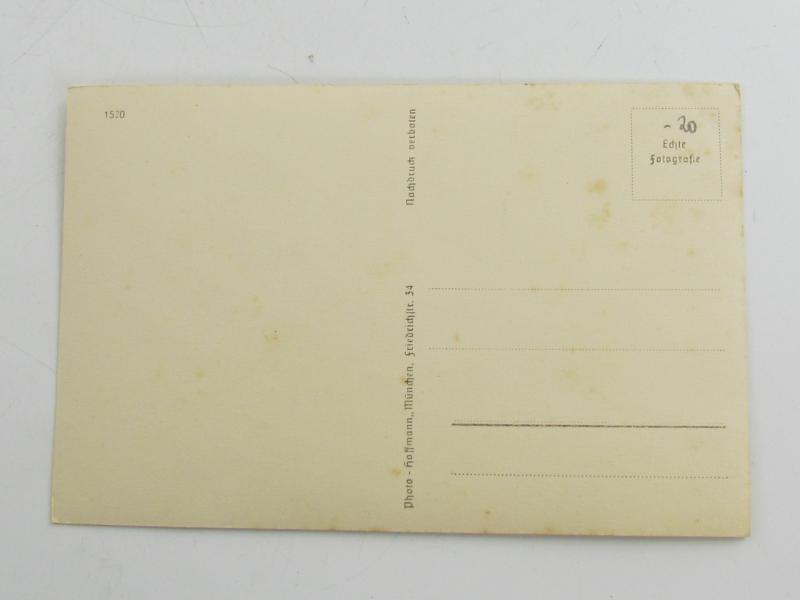 1520
- 20
Echte
Fotografie
Nachdruck verboten
Photo - Hoffmann, München, Friedrichstr. 34